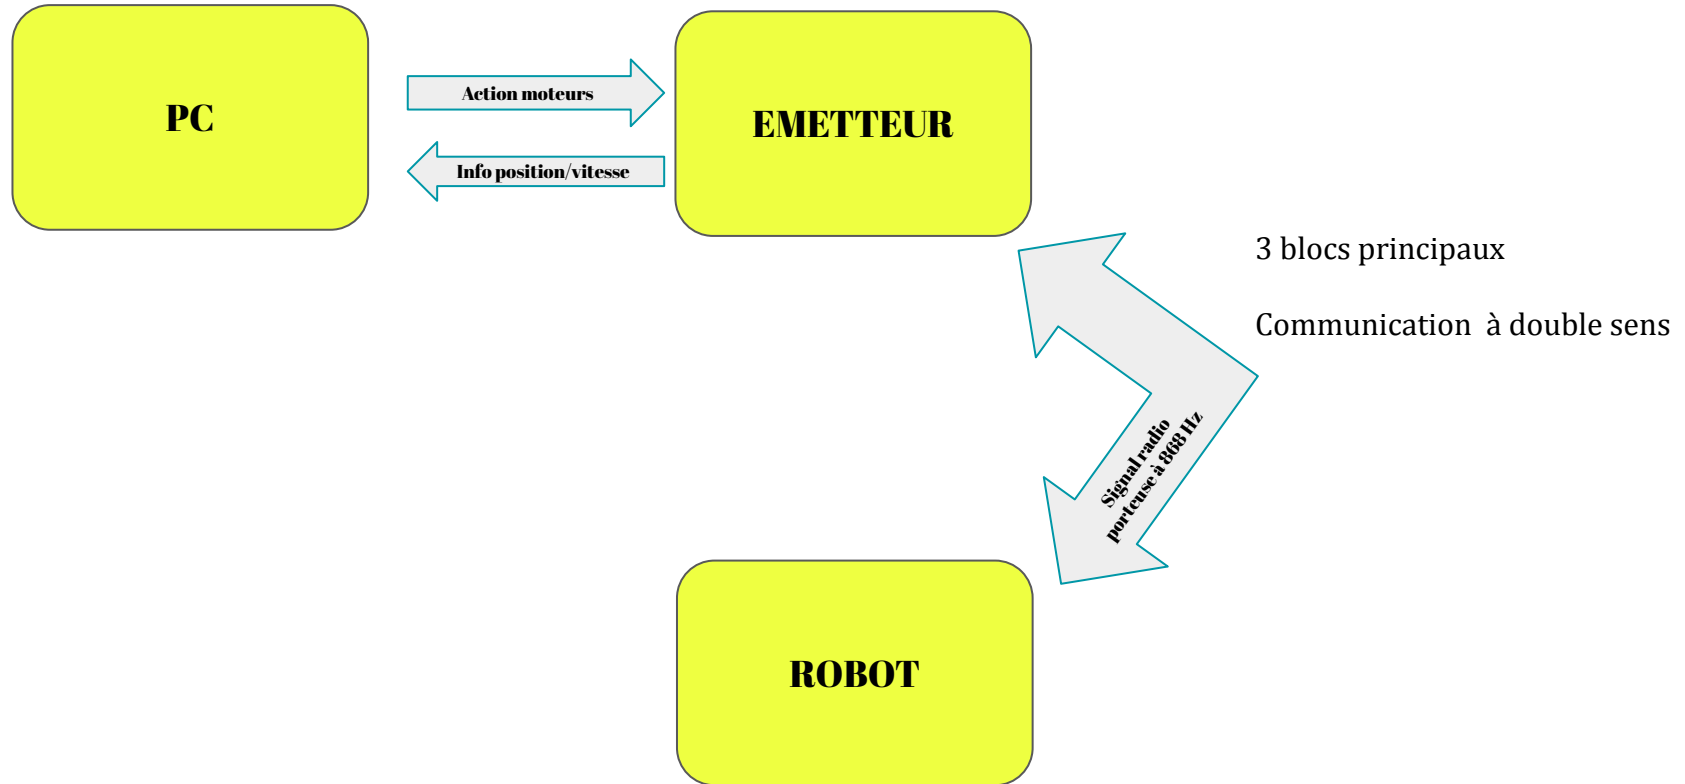 PC
Action moteurs
Info position/vitesse
EMETTEUR
3 blocs principaux
Communication à double sens
Signal radio
porteuse à 868 Hz
ROBOT